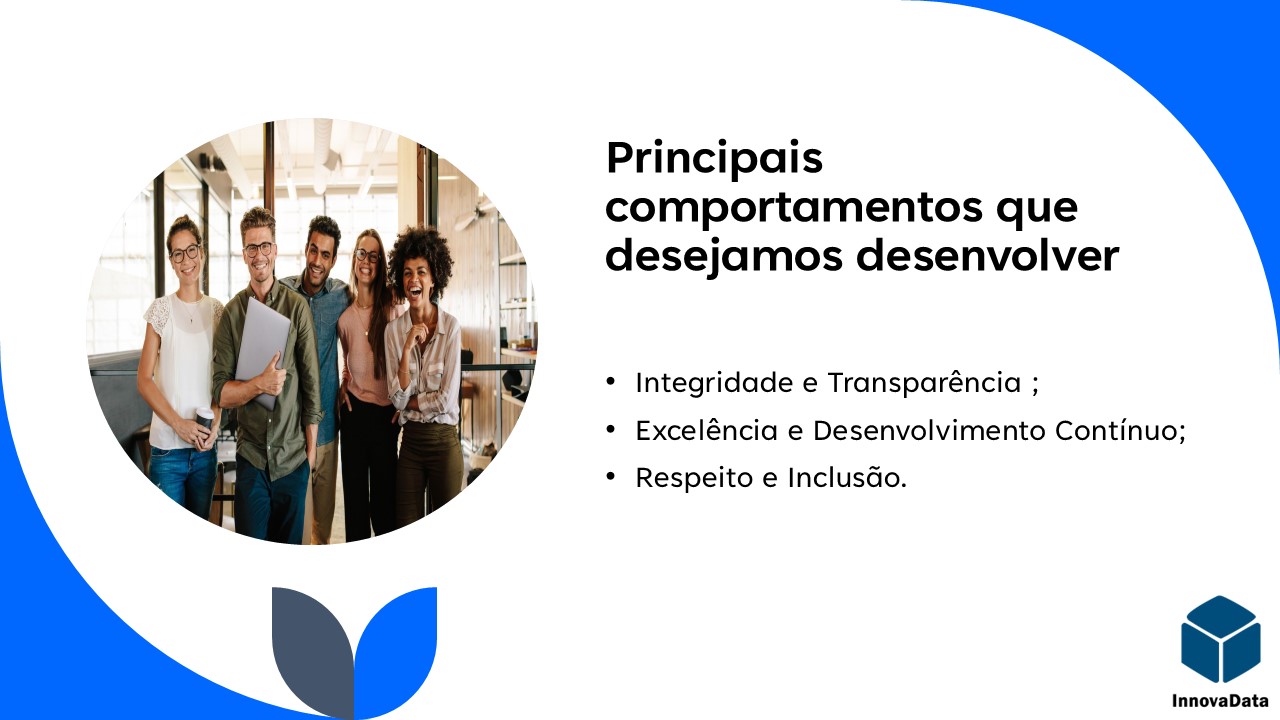 Principais
comportamentos que
desejamos desenvolver
• Integridade e Transparência ;
• Excelência e Desenvolvimento Contínuo;
• Respeito e Inclusão.
InnovaData